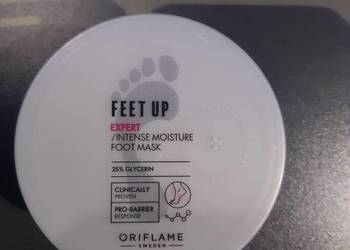 FEET UP
EXPERT
/INTENSE MOISTURE
FOOT MASK
25% GLYCERIN
CLINICALLY
PROVEN
PRO-BARRIER
RESPONSE
ORIFLAME
SWEDEN